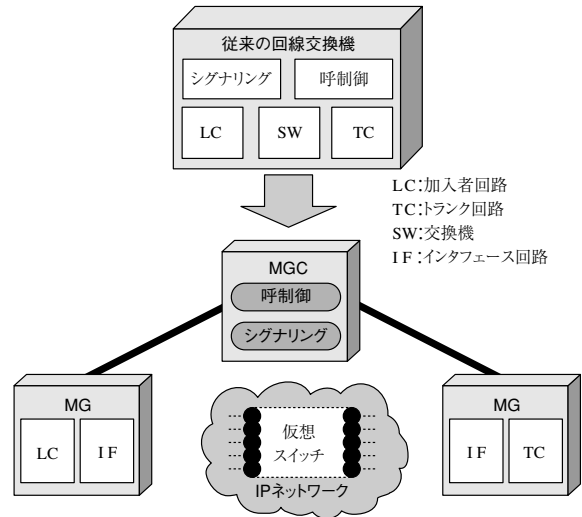 従来の回線交換機
シグナリング 呼制御
LC SW TC
LC:加入者回路
TC:トランク回路
SW:交換機
IF:インタフェース回路
MGC
呼制御
シグナリング
MG
LC IF
仮想
スイッチ
IPネットワーク
MG
IF TC